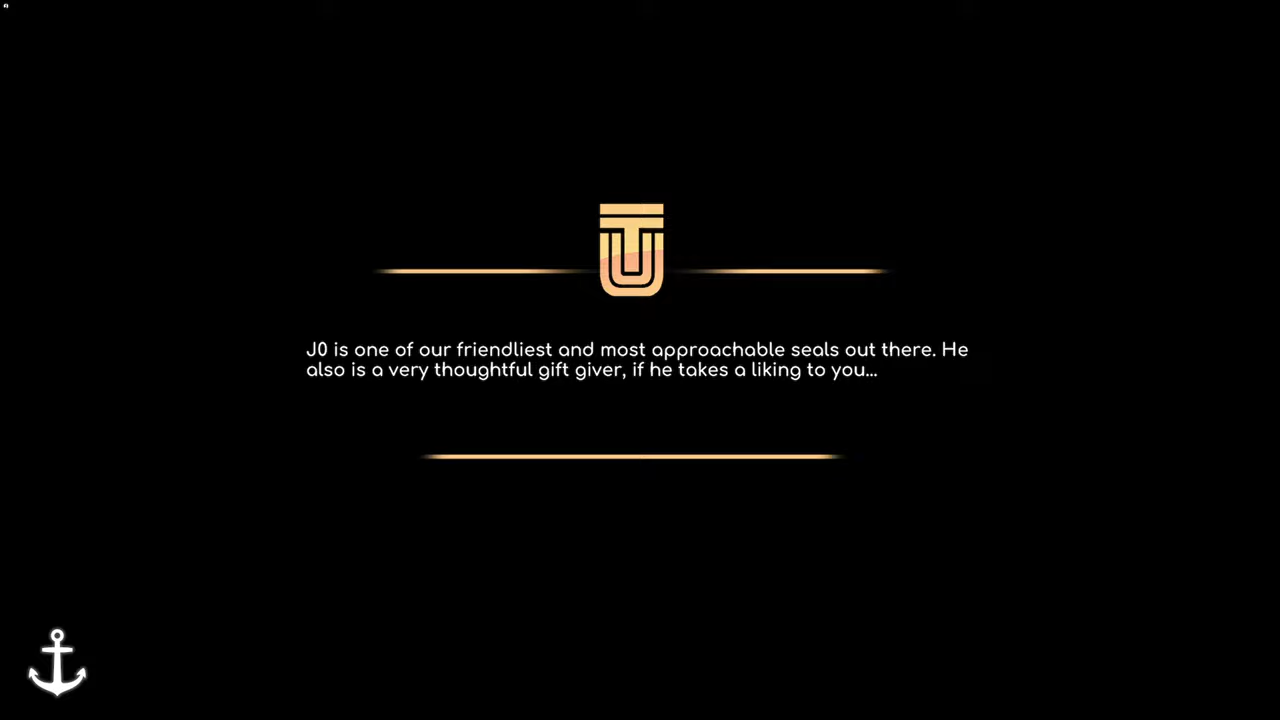 J0 is one of our friendliest and most approachable seals out there. He
also is a very thoughtful gift giver, if he takes a liking to you...